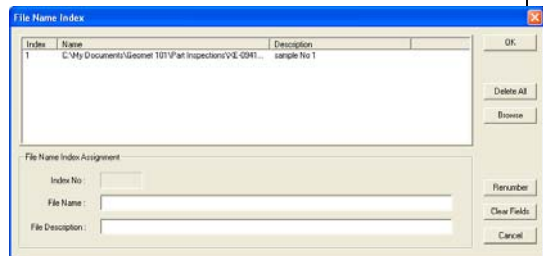 File Name Index
Index Name Description
1 C:\My Documents\Geomet 101\Part Inspections\XE-0941... sample No 1
OK
Delete All
Browse
File Name Index Assignment
Index No :
File Name :
File Description :
Renumber
Clear Fields
Cancel